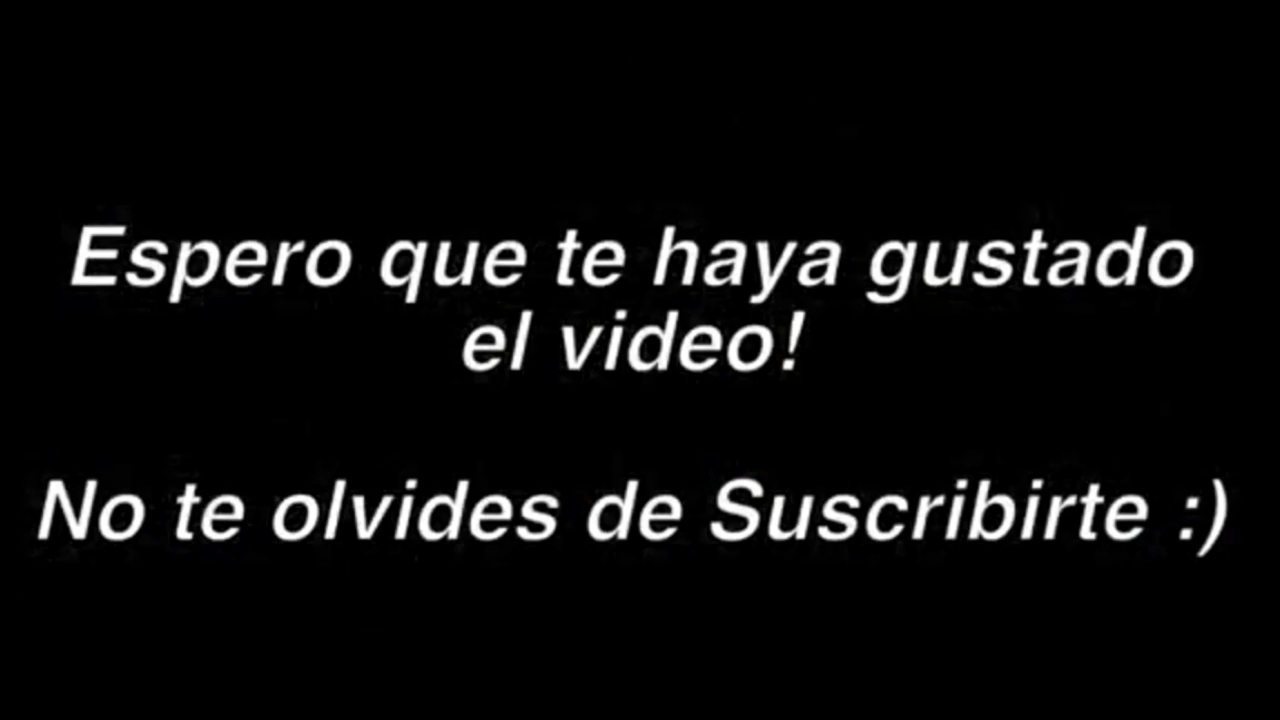 Espero que te haya gustado
el video!
No te olvides de Suscribirte :)